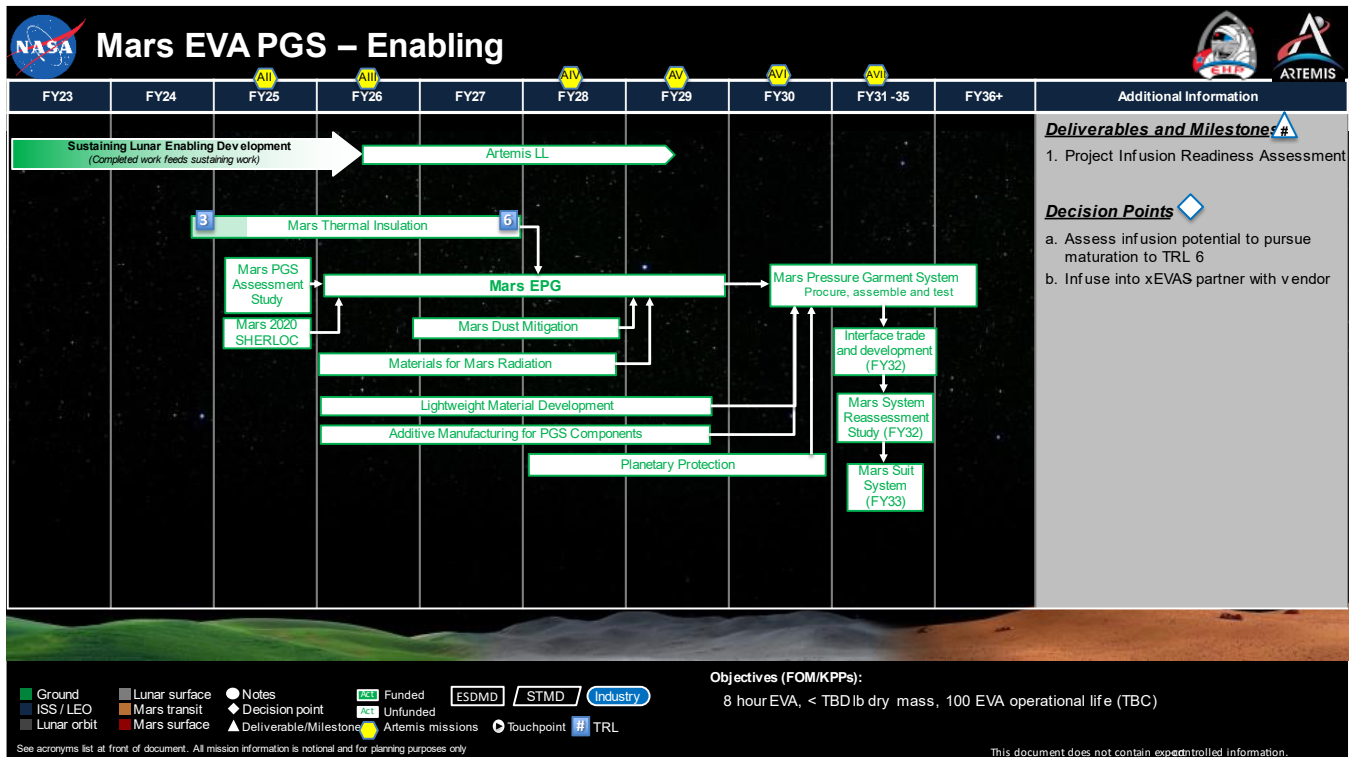 NASA
Mars EVA PGS – Enabling
EHP
ARTEMIS
AII
AIII
AIV
AV
AVI
AVII
FY23
FY24
FY25
FY26
FY27
FY28
FY29
FY30
FY31-35
FY36+
Additional Information
Sustaining Lunar Enabling Development
(Completed work feeds sustaining work)
Artemis LL
3
Mars Thermal Insulation
6
Mars PGS
Assessment
Study
Mars EPG
Mars Pressure Garment System
Procure, assemble and test
Mars 2020
SHERLOC
Mars Dust Mitigation
Interface trade
and development
(FY32)
Materials for Mars Radiation
Lightweight Material Development
Mars System
Reassessment
Study (FY32)
Additive Manufacturing for PGS Components
Planetary Protection
Mars Suit
System
(FY33)
Deliverables and Milestones #
1. Project Infusion Readiness Assessment
Decision Points
a. Assess infusion potential to pursue
maturation to TRL 6
b. Infuse into xEVAS partner with vendor
Ground
ISS / LEO
Lunar orbit
Lunar surface
Mars transit
Mars surface
Notes
Decision point
Deliverable/Milestone
Act Funded
Act Unfunded
Artemis missions
ESDMD
STMD
Industry
Touchpoint
# TRL
Objectives (FOM/KPPs):
8 hour EVA, < TBD lb dry mass, 100 EVA operational life (TBC)
See acronyms list at front of document. All mission information is notional and for planning purposes only
This document does not contain controlled information.